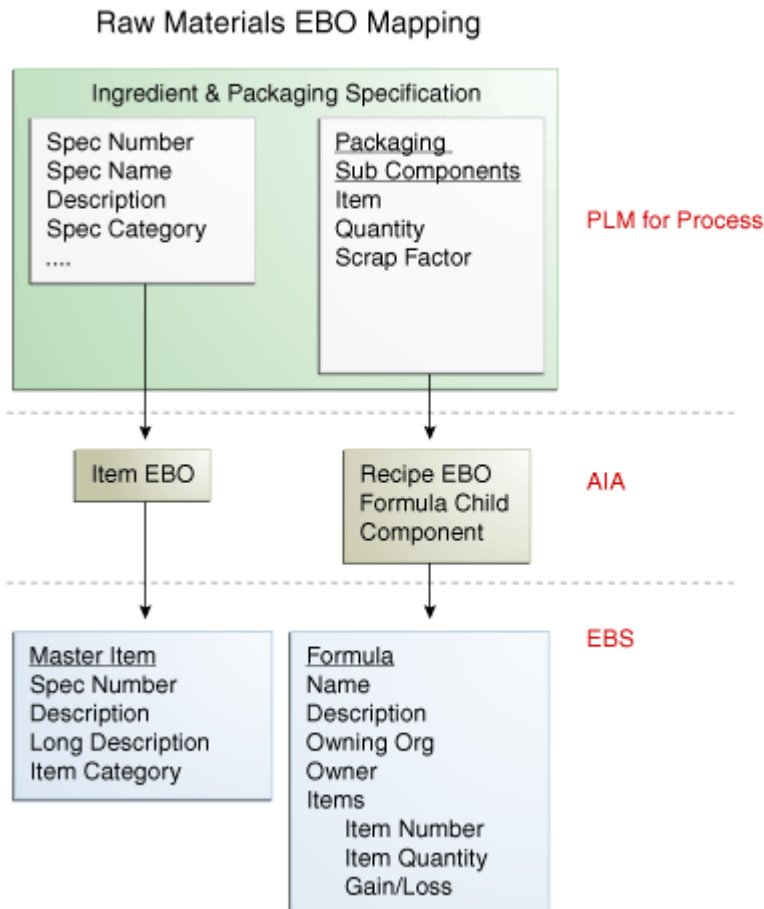 Raw Materials EBO Mapping
Ingredient & Packaging Specification
Spec Number
Spec Name
Description
Spec Category
....
Packaging
Sub Components
Item
Quantity
Scrap Factor
PLM for Process
Item EBO
Recipe EBO
Formula Child
Component
AIA
Master Item
Spec Number
Description
Long Description
Item Category
Formula
Name
Description
Owning Org
Owner
Items
Item Number
Item Quantity
Gain/Loss
EBS